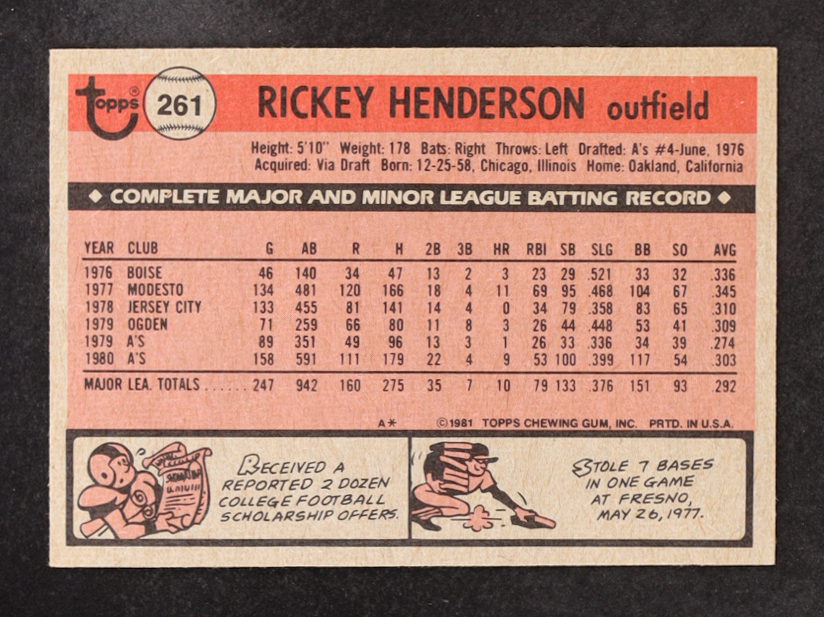 topps® 261 RICKEY HENDERSON outfield
Height: 5'10" Weight: 178 Bats: Right Throws: Left Drafted: A's #4-June, 1976
Acquired: Via Draft Born: 12-25-58, Chicago, Illinois Home: Oakland, California
◆ COMPLETE MAJOR AND MINOR LEAGUE BATTING RECORD ◆
YEAR CLUB G AB R H 2B 3B HR RBI SB SLG BB SO AVG
1976 BOISE 46 140 34 47 13 2 3 23 29 .521 33 32 .336
1977 MODESTO 134 481 120 166 18 4 11 69 95 .468 104 67 .345
1978 JERSEY CITY 133 455 81 141 14 4 0 34 79 .358 83 65 .310
1979 OGDEN 71 259 66 80 11 8 3 26 44 .448 53 41 .309
1979 A'S 89 351 49 96 13 3 1 26 33 .336 34 39 .274
1980 A'S 158 591 111 179 22 4 9 53 100 .399 117 54 .303
MAJOR LEA. TOTALS ...... 247 942 160 275 35 7 10 79 133 .376 151 93 .292
A* ©1981 TOPPS CHEWING GUM, INC. PRTD. IN U.S.A.
RECEIVED A
REPORTED 2 DOZEN
COLLEGE FOOTBALL
SCHOLARSHIP OFFERS.
STOLE 7 BASES
IN ONE GAME
AT FRESNO,
MAY 26, 1977.